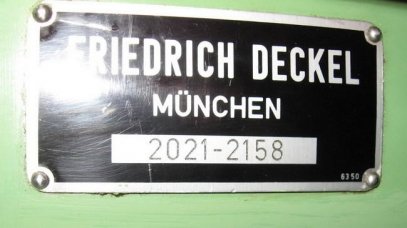 FRIEDRICH DECKEL
MÜNCHEN
2021-2158
6350